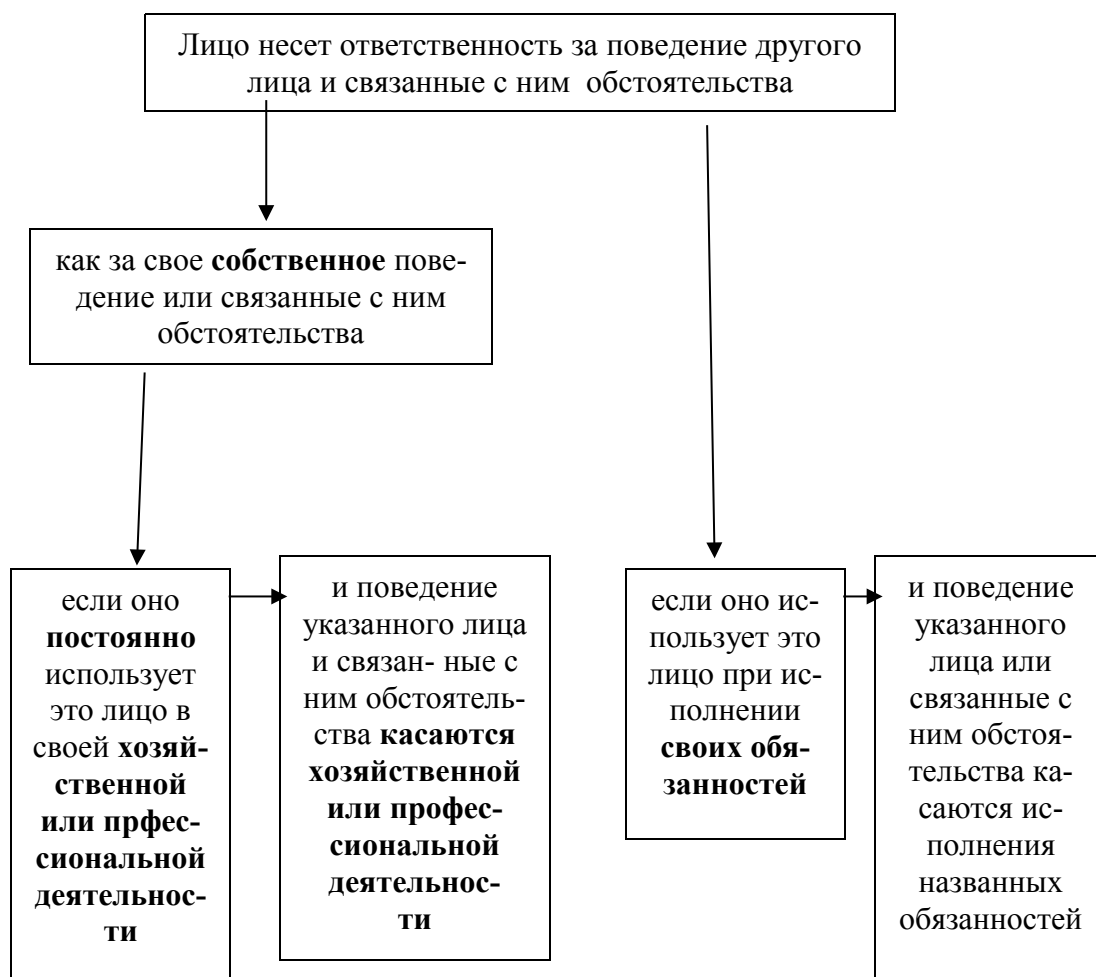 Лицо несет ответственность за поведение другого
лица и связанные с ним обстоятельства
как за свое собственное пове-
дение или связанные с ним
обстоятельства
если оно
постоянно
использует
это лицо в
своей хозяй-
ственной
или прфес-
сиональной
деятельнос-
ти
и поведение
указанного лица
и связан- ные с
ним обстоятель-
ства касаются
хозяйственной
или профес-
сиональной
деятельнос-
ти
если оно ис-
пользует это
лицо при ис-
полнении
своих обя-
занностей
и поведение
указанного
лица или
связанные с
ним обстоя-
тельства ка-
саются ис-
полнения
названных
обязанностей